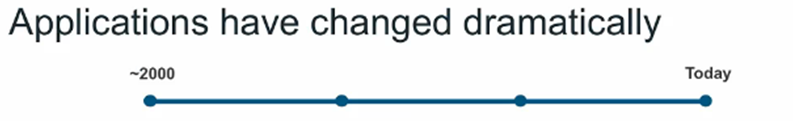 Applications have changed dramatically
~2000 Today